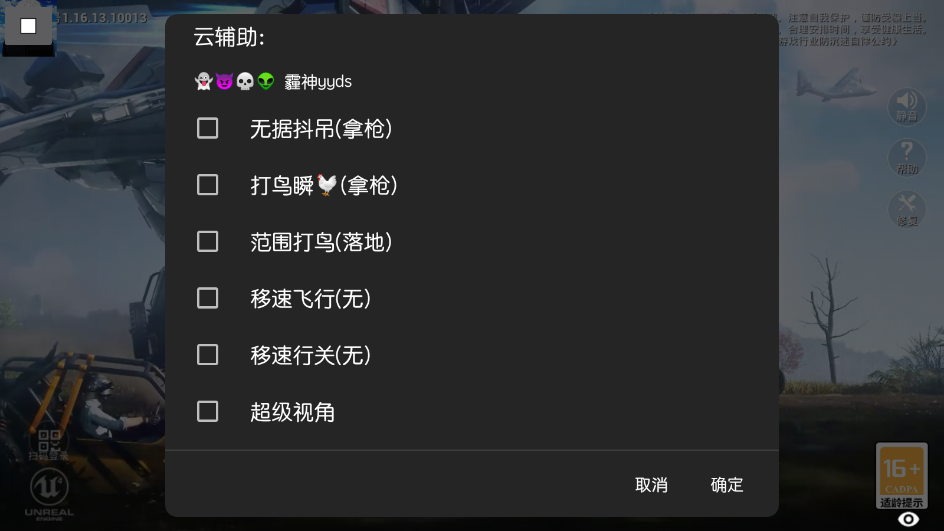 1.16.13.10013
云辅助:
，注意自我保护，谨防受骗上当。
，合理安排时间，享受健康生活。
游戏行业防沉迷自律公约》
👻😈💀👽 霾神yyds
无据抖吊(拿枪)
打鸟瞬🐓(拿枪)
范围打鸟(落地)
移速飞行(无)
移速行关(无)
超级视角
取消 确定
静音
帮助
修复
扫码登录
UNREAL
16+
CADPA
适龄提示